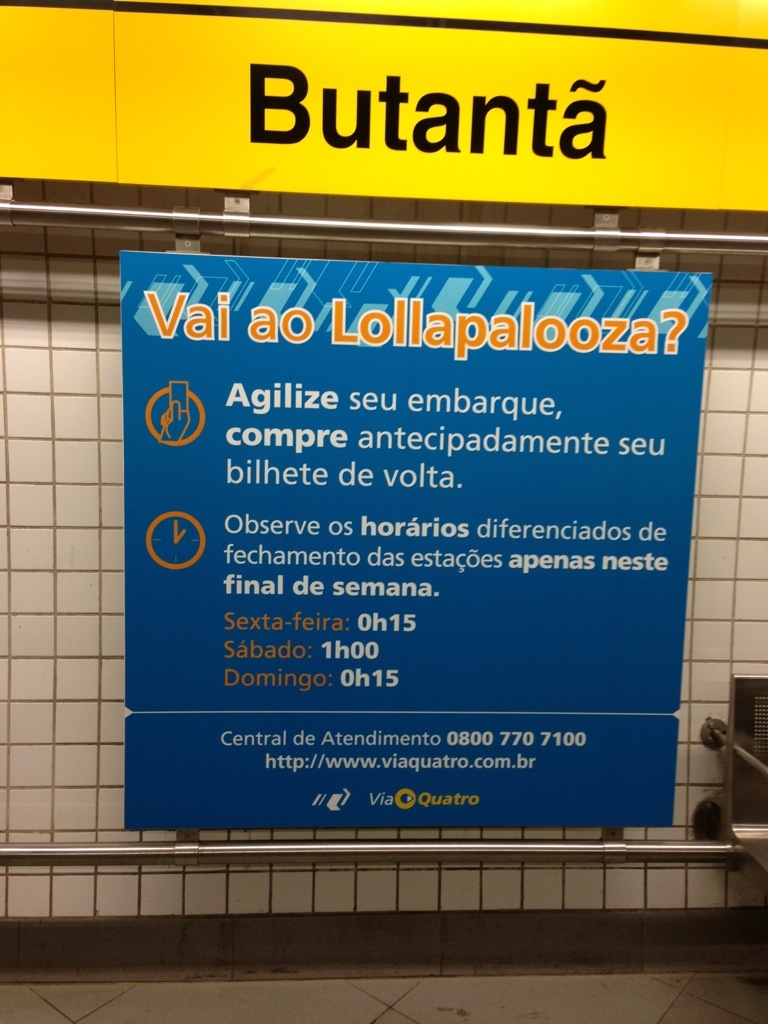 Butantã
Vai ao Lollapalooza?
Agilize seu embarque,
compre antecipadamente seu
bilhete de volta.
Observe os horários diferenciados de
fechamento das estações apenas neste
final de semana.
Sexta-feira: 0h15
Sábado: 1h00
Domingo: 0h15
Central de Atendimento 0800 770 7100
http://www.viaquatro.com.br
ViaQuatro